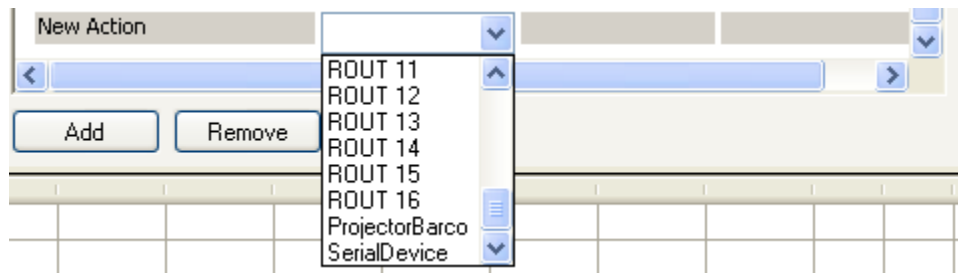 New Action
ROUT 11
ROUT 12
ROUT 13
ROUT 14
ROUT 15
ROUT 16
ProjectorBarco
SerialDevice
Add Remove